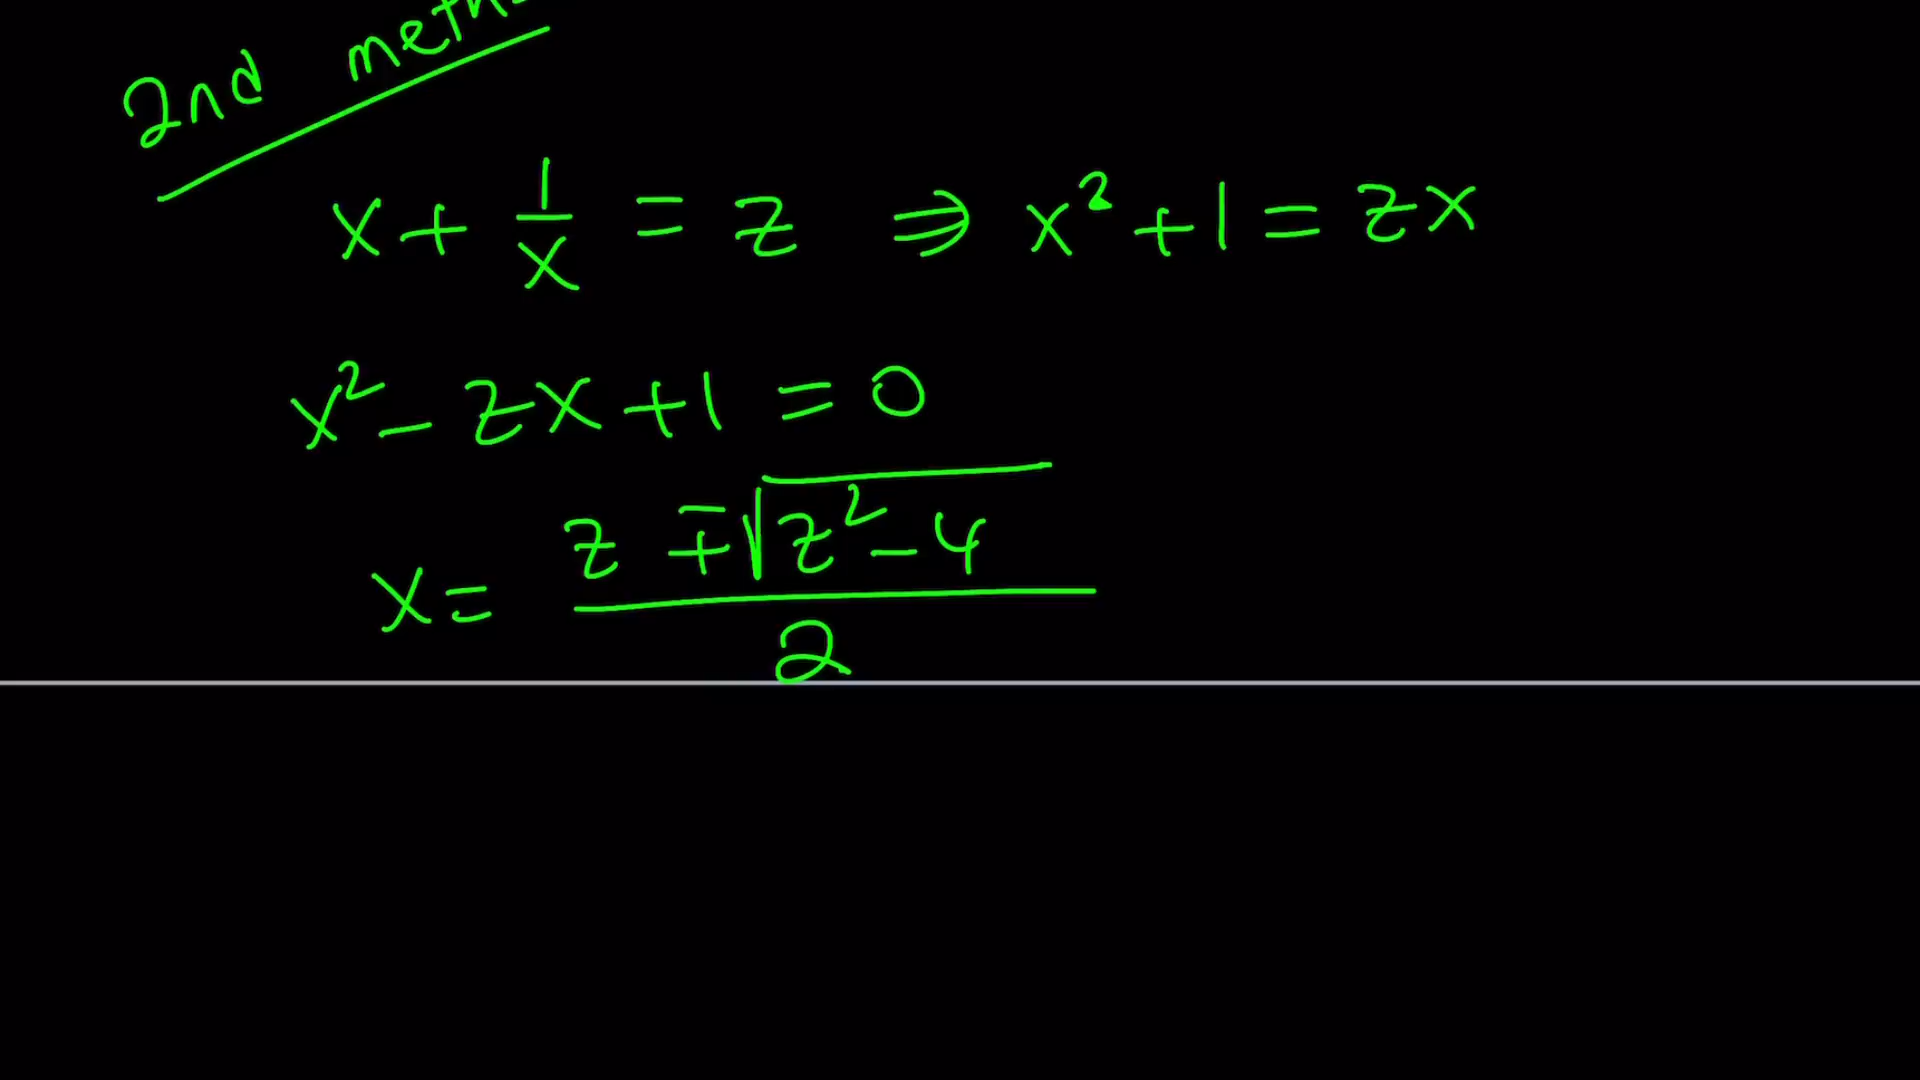 2nd
x + 1/x = z ⇒ x² + 1 = zx
x² - zx + 1 = 0
x = (z ∓ √(z² - 4))/2